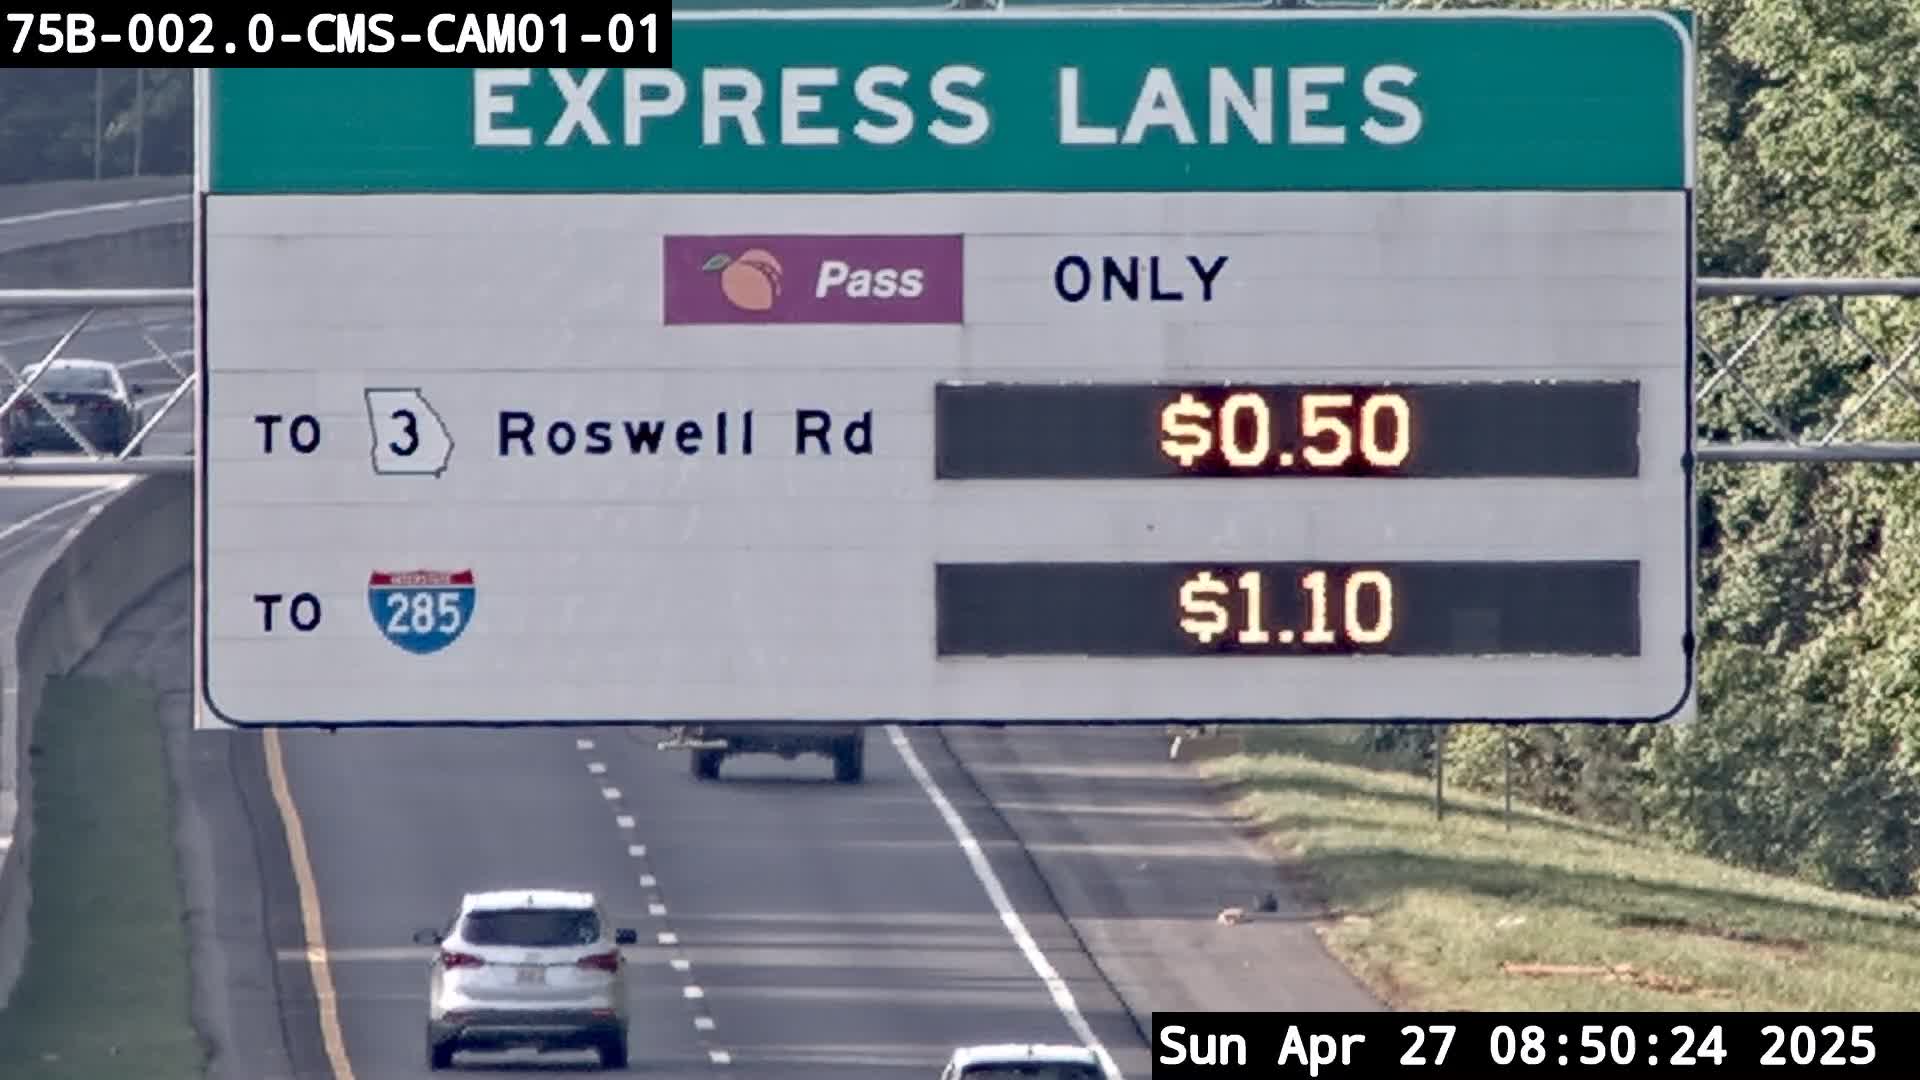 75B-002.0-CMS-CAM01-01
EXPRESS LANES
Pass ONLY
TO 3 Roswell Rd $0.50
INTERSTATE
TO 285 $1.10
Sun Apr 27 08:50:24 2025